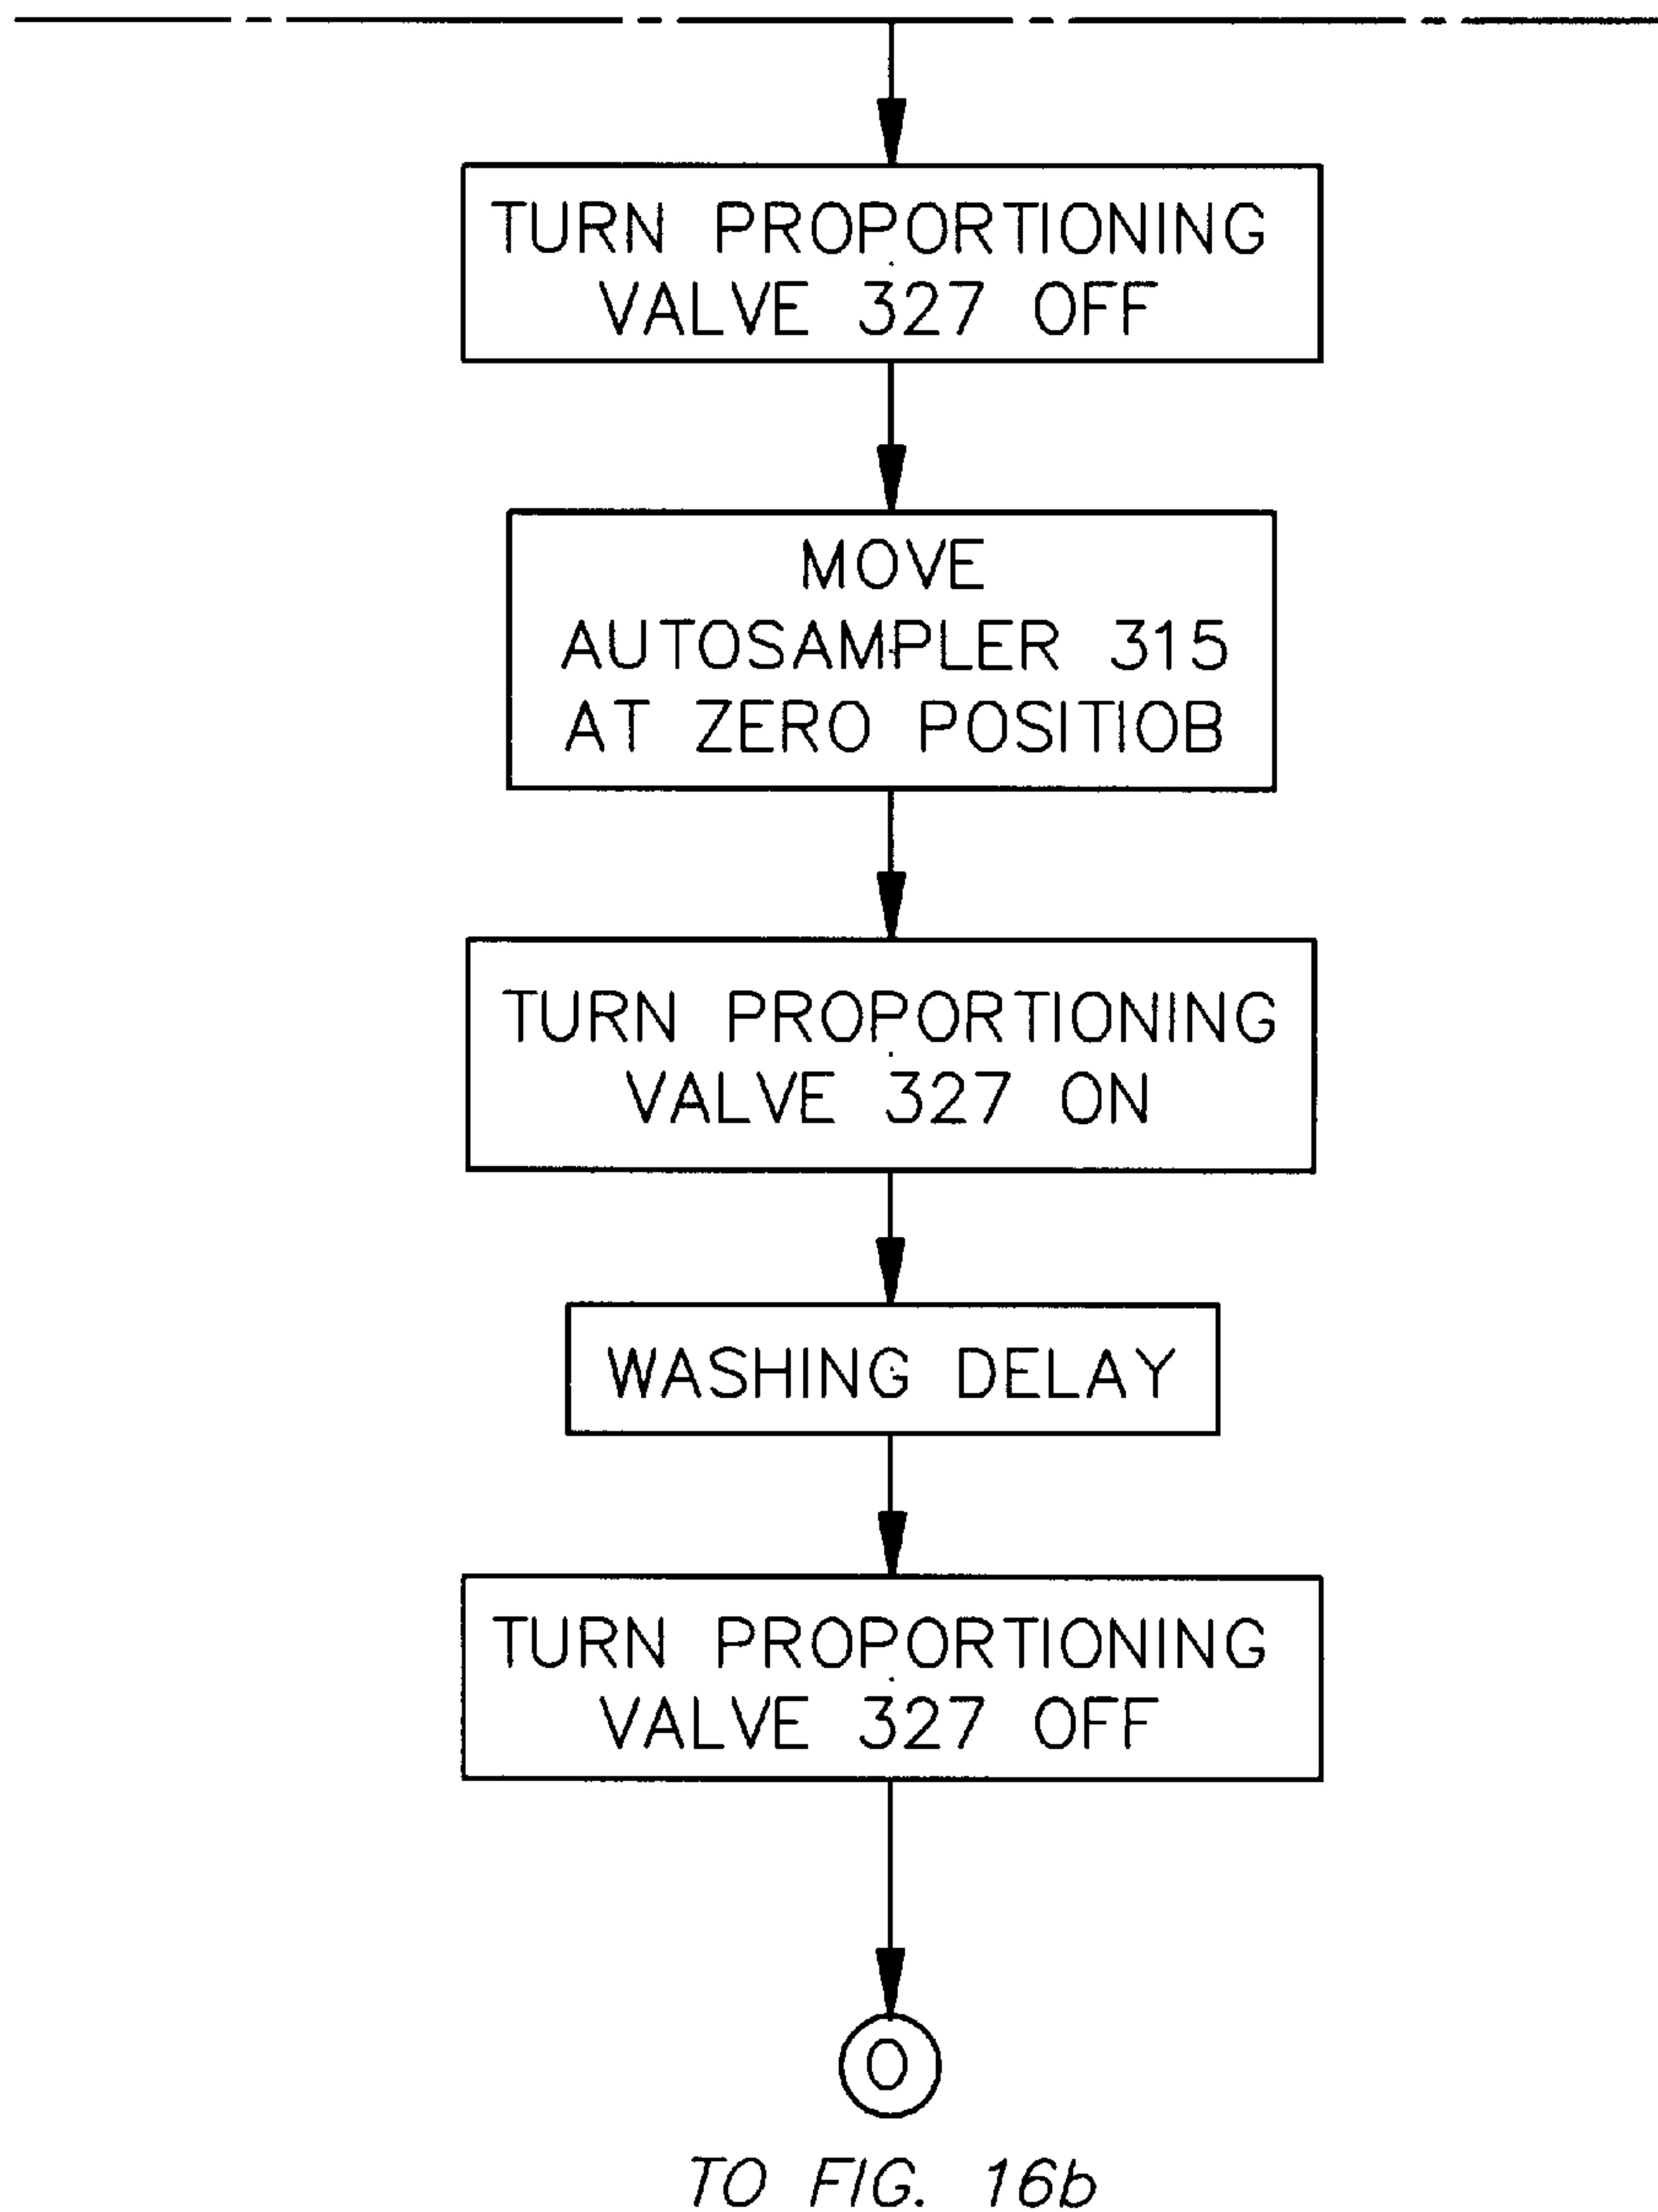 TURN PROPORTIONING
VALVE 327 OFF
MOVE
AUTOSAMPLER 315
AT ZERO POSITIOB
TURN PROPORTIONING
VALVE 327 ON
WASHING DELAY
TURN PROPORTIONING
VALVE 327 OFF
O
TO FIG. 16b